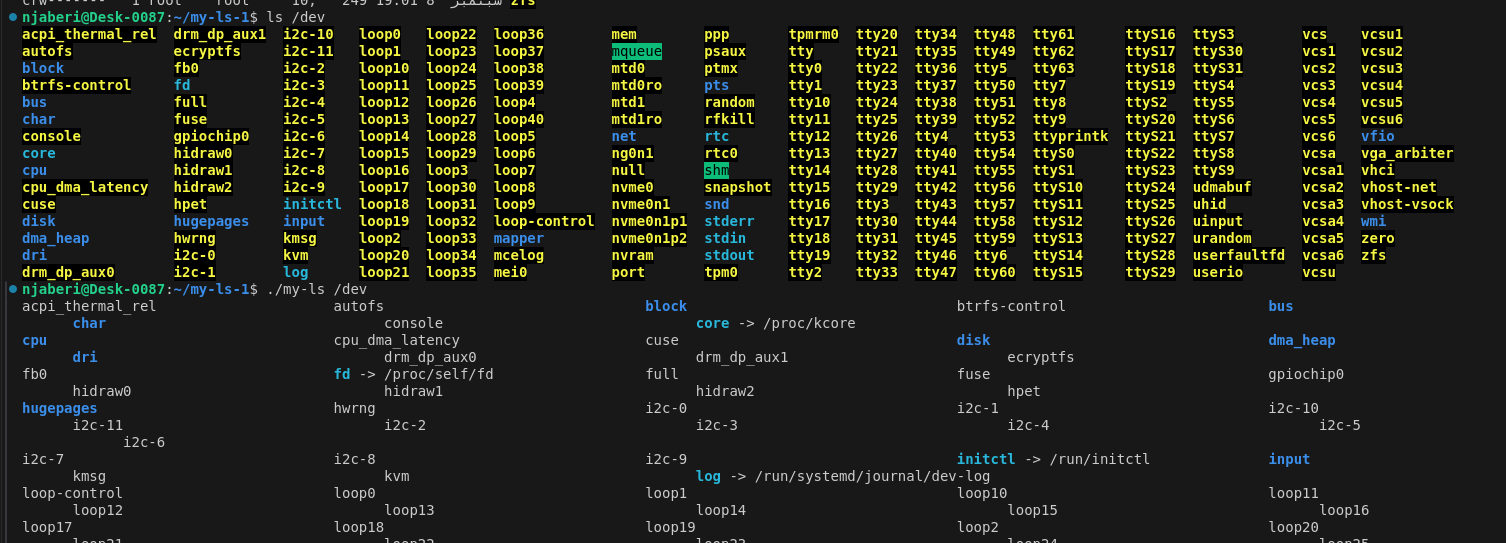 crw------- 1 root root 10, 249 19:01 8 سبتمبر zfs
njaberi@Desk-0087:~/my-ls-1$ ls /dev
acpi_thermal_rel drm_dp_aux1 i2c-10 loop0 loop22 loop36 mem ppp tpmrm0 tty20 tty34 tty48 tty61 ttyS16 ttyS3 vcs vcsu1
autofs ecryptfs i2c-11 loop1 loop23 loop37 mqueue psaux tty tty21 tty35 tty49 tty62 ttyS17 ttyS30 vcs1 vcsu2
block fb0 i2c-2 loop10 loop24 loop38 mtd0 ptmx tty0 tty22 tty36 tty5 tty63 ttyS18 ttyS31 vcs2 vcsu3
btrfs-control fd i2c-3 loop11 loop25 loop39 mtd0ro pts tty1 tty23 tty37 tty50 tty7 ttyS19 ttyS4 vcs3 vcsu4
bus full i2c-4 loop12 loop26 loop4 mtd1 random tty10 tty24 tty38 tty51 tty8 ttyS2 ttyS5 vcs4 vcsu5
char fuse i2c-5 loop13 loop27 loop40 mtd1ro rfkill tty11 tty25 tty39 tty52 tty9 ttyS20 ttyS6 vcs5 vcsu6
console gpiochip0 i2c-6 loop14 loop28 loop5 net rtc tty12 tty26 tty4 tty53 ttyprintk ttyS21 ttyS7 vcs6 vfio
core hidraw0 i2c-7 loop15 loop29 loop6 ng0n1 rtc0 tty13 tty27 tty40 tty54 ttyS0 ttyS22 ttyS8 vcsa vga_arbiter
cpu hidraw1 i2c-8 loop16 loop3 loop7 null shm tty14 tty28 tty41 tty55 ttyS1 ttyS23 ttyS9 vcsa1 vhci
cpu_dma_latency hidraw2 i2c-9 loop17 loop30 loop8 nvme0 snapshot tty15 tty29 tty42 tty56 ttyS10 ttyS24 udmabuf vcsa2 vhost-net
cuse hpet initctl loop18 loop31 loop9 nvme0n1 snd tty16 tty3 tty43 tty57 ttyS11 ttyS25 uhid vcsa3 vhost-vsock
disk hugepages input loop19 loop32 loop-control nvme0n1p1 stderr tty17 tty30 tty44 tty58 ttyS12 ttyS26 uinput vcsa4 wmi
dma_heap hwrng kmsg loop2 loop33 mapper nvme0n1p2 stdin tty18 tty31 tty45 tty59 ttyS13 ttyS27 urandom vcsa5 zero
dri i2c-0 kvm loop20 loop34 mcelog nvram stdout tty19 tty32 tty46 tty6 ttyS14 ttyS28 userfaultfd vcsa6 zfs
drm_dp_aux0 i2c-1 log loop21 loop35 mei0 port tpm0 tty2 tty33 tty47 tty60 ttyS15 ttyS29 userio vcsu
njaberi@Desk-0087:~/my-ls-1$ ./my-ls /dev
acpi_thermal_rel autofs block btrfs-control bus
char console core -> /proc/kcore
cpu cpu_dma_latency cuse disk dma_heap
dri drm_dp_aux0 drm_dp_aux1 ecryptfs
fb0 fd -> /proc/self/fd full fuse gpiochip0
hidraw0 hidraw1 hidraw2 hpet
hugepages hwrng i2c-0 i2c-1 i2c-10
i2c-11 i2c-2 i2c-3 i2c-4 i2c-5
i2c-6
i2c-7 i2c-8 i2c-9 initctl -> /run/initctl input
kmsg kvm log -> /run/systemd/journal/dev-log
loop-control loop0 loop1 loop10 loop11
loop12 loop13 loop14 loop15 loop16
loop17 loop18 loop19 loop2 loop20
loop21 loop22 loop23 loop24 loop25